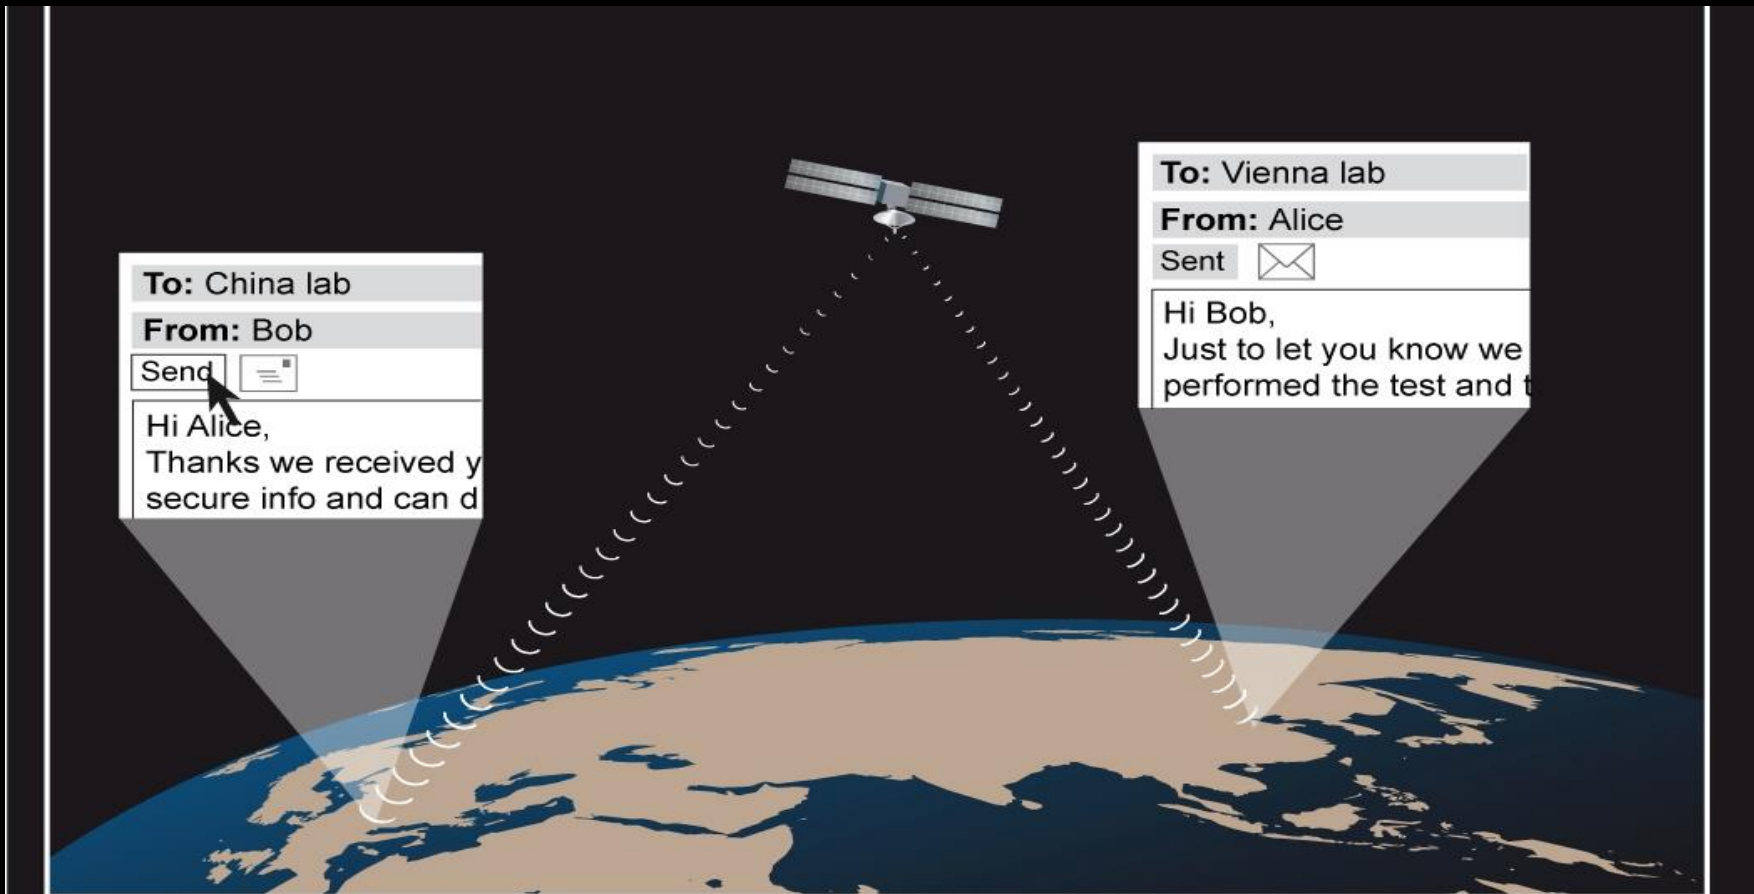 To: China lab
From: Bob
Send
Hi Alice,
Thanks we received y
secure info and can d
To: Vienna lab
From: Alice
Sent
Hi Bob,
Just to let you know we
performed the test and t